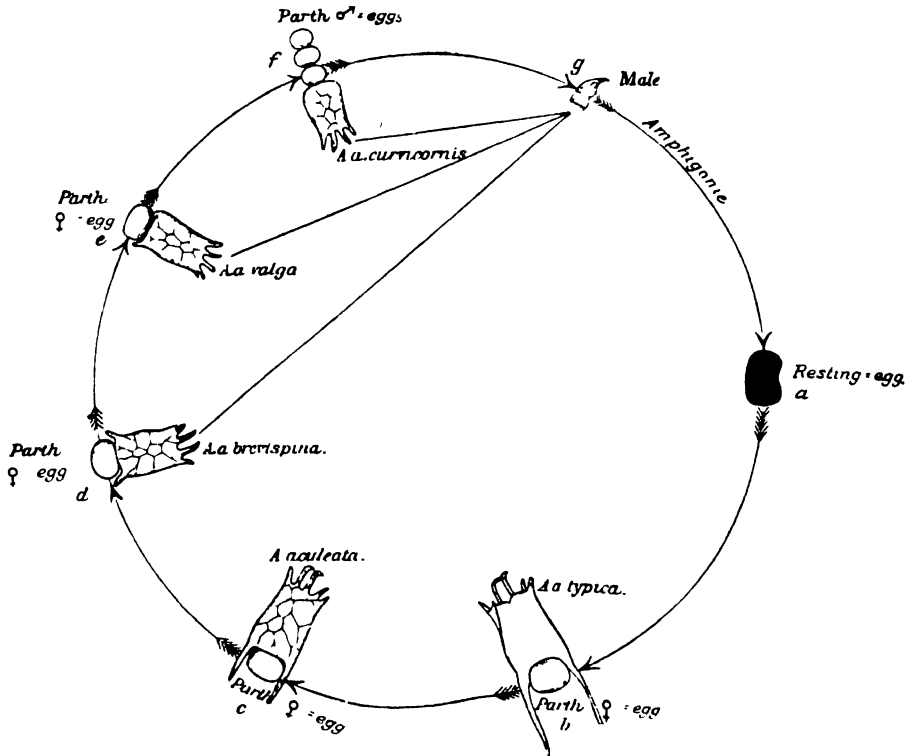 Parth ♂ = eggs
f
g
Male
Amphigonie
A a. curvicornis
Parth.
♀ = egg
e
A a valga
Resting = egg.
a
Parth
♀ egg
d
A a brevispina.
A aculeata.
A a typica.
Parth
c
♀ = egg
Parth
b
♀ = egg